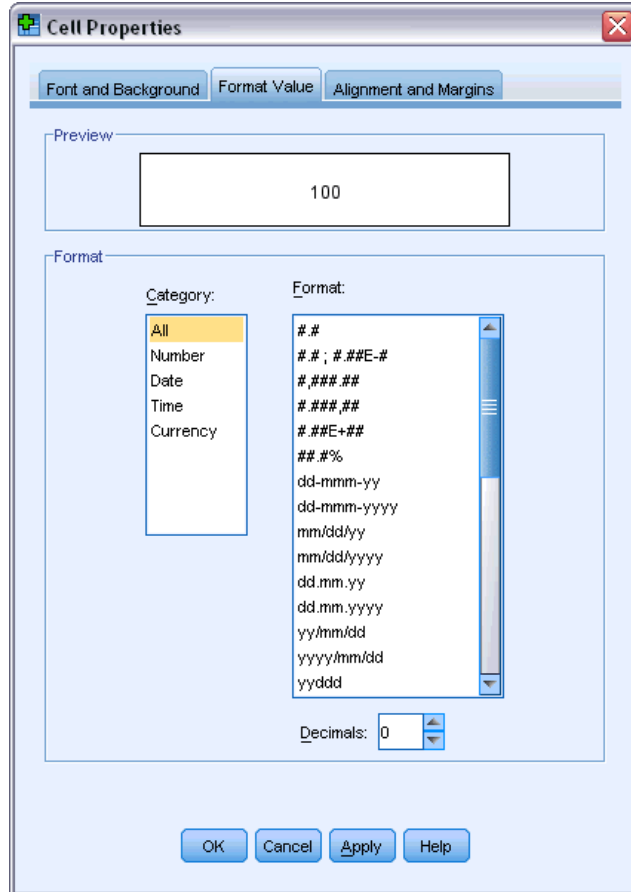 Cell Properties
Font and Background Format Value Alignment and Margins
Preview
100
Format
Category:
All
Number
Date
Time
Currency
Format:
#.#
#.# ; #.##E-#
#,###.##
#.###,##
#.##E+##
##.#%
dd-mmm-yy
dd-mmm-yyyy
mm/dd/yy
mm/dd/yyyy
dd.mm.yy
dd.mm.yyyy
yy/mm/dd
yyyy/mm/dd
yyddd
Decimals: 0
OK Cancel Apply Help